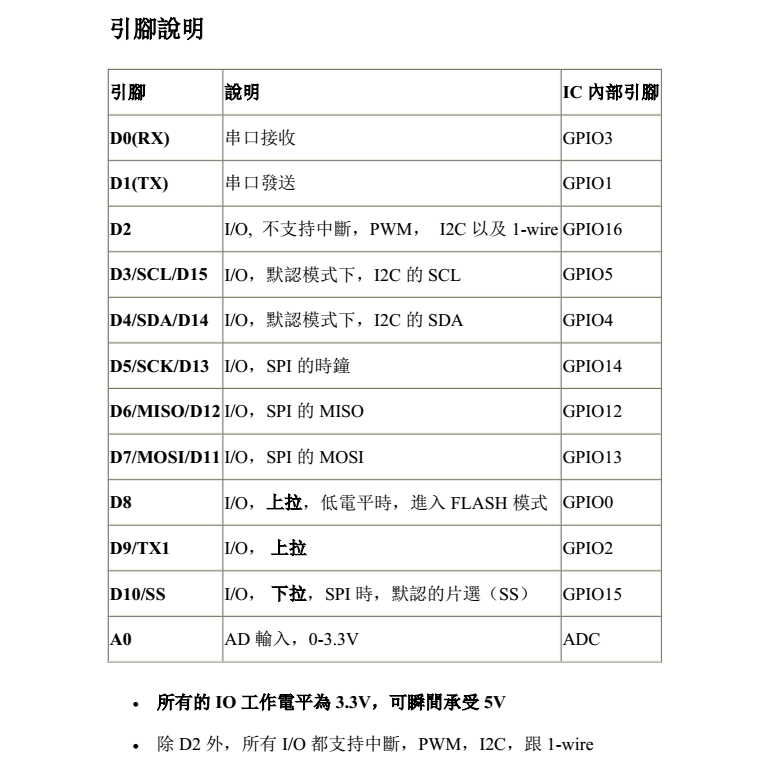 引腳說明
引腳 說明 IC 內部引腳
D0(RX) 串口接收 GPIO3
D1(TX) 串口發送 GPIO1
D2 I/O, 不支持中斷，PWM， I2C 以及 1-wire GPIO16
D3/SCL/D15 I/O，默認模式下，I2C 的 SCL GPIO5
D4/SDA/D14 I/O，默認模式下，I2C 的 SDA GPIO4
D5/SCK/D13 I/O，SPI 的時鐘 GPIO14
D6/MISO/D12 I/O，SPI 的 MISO GPIO12
D7/MOSI/D11 I/O，SPI 的 MOSI GPIO13
D8 I/O，上拉，低電平時，進入 FLASH 模式 GPIO0
D9/TX1 I/O， 上拉 GPIO2
D10/SS I/O， 下拉，SPI 時，默認的片選（SS） GPIO15
A0 AD 輸入，0-3.3V ADC
• 所有的 IO 工作電平為 3.3V，可瞬間承受 5V
• 除 D2 外，所有 I/O 都支持中斷，PWM，I2C，跟 1-wire